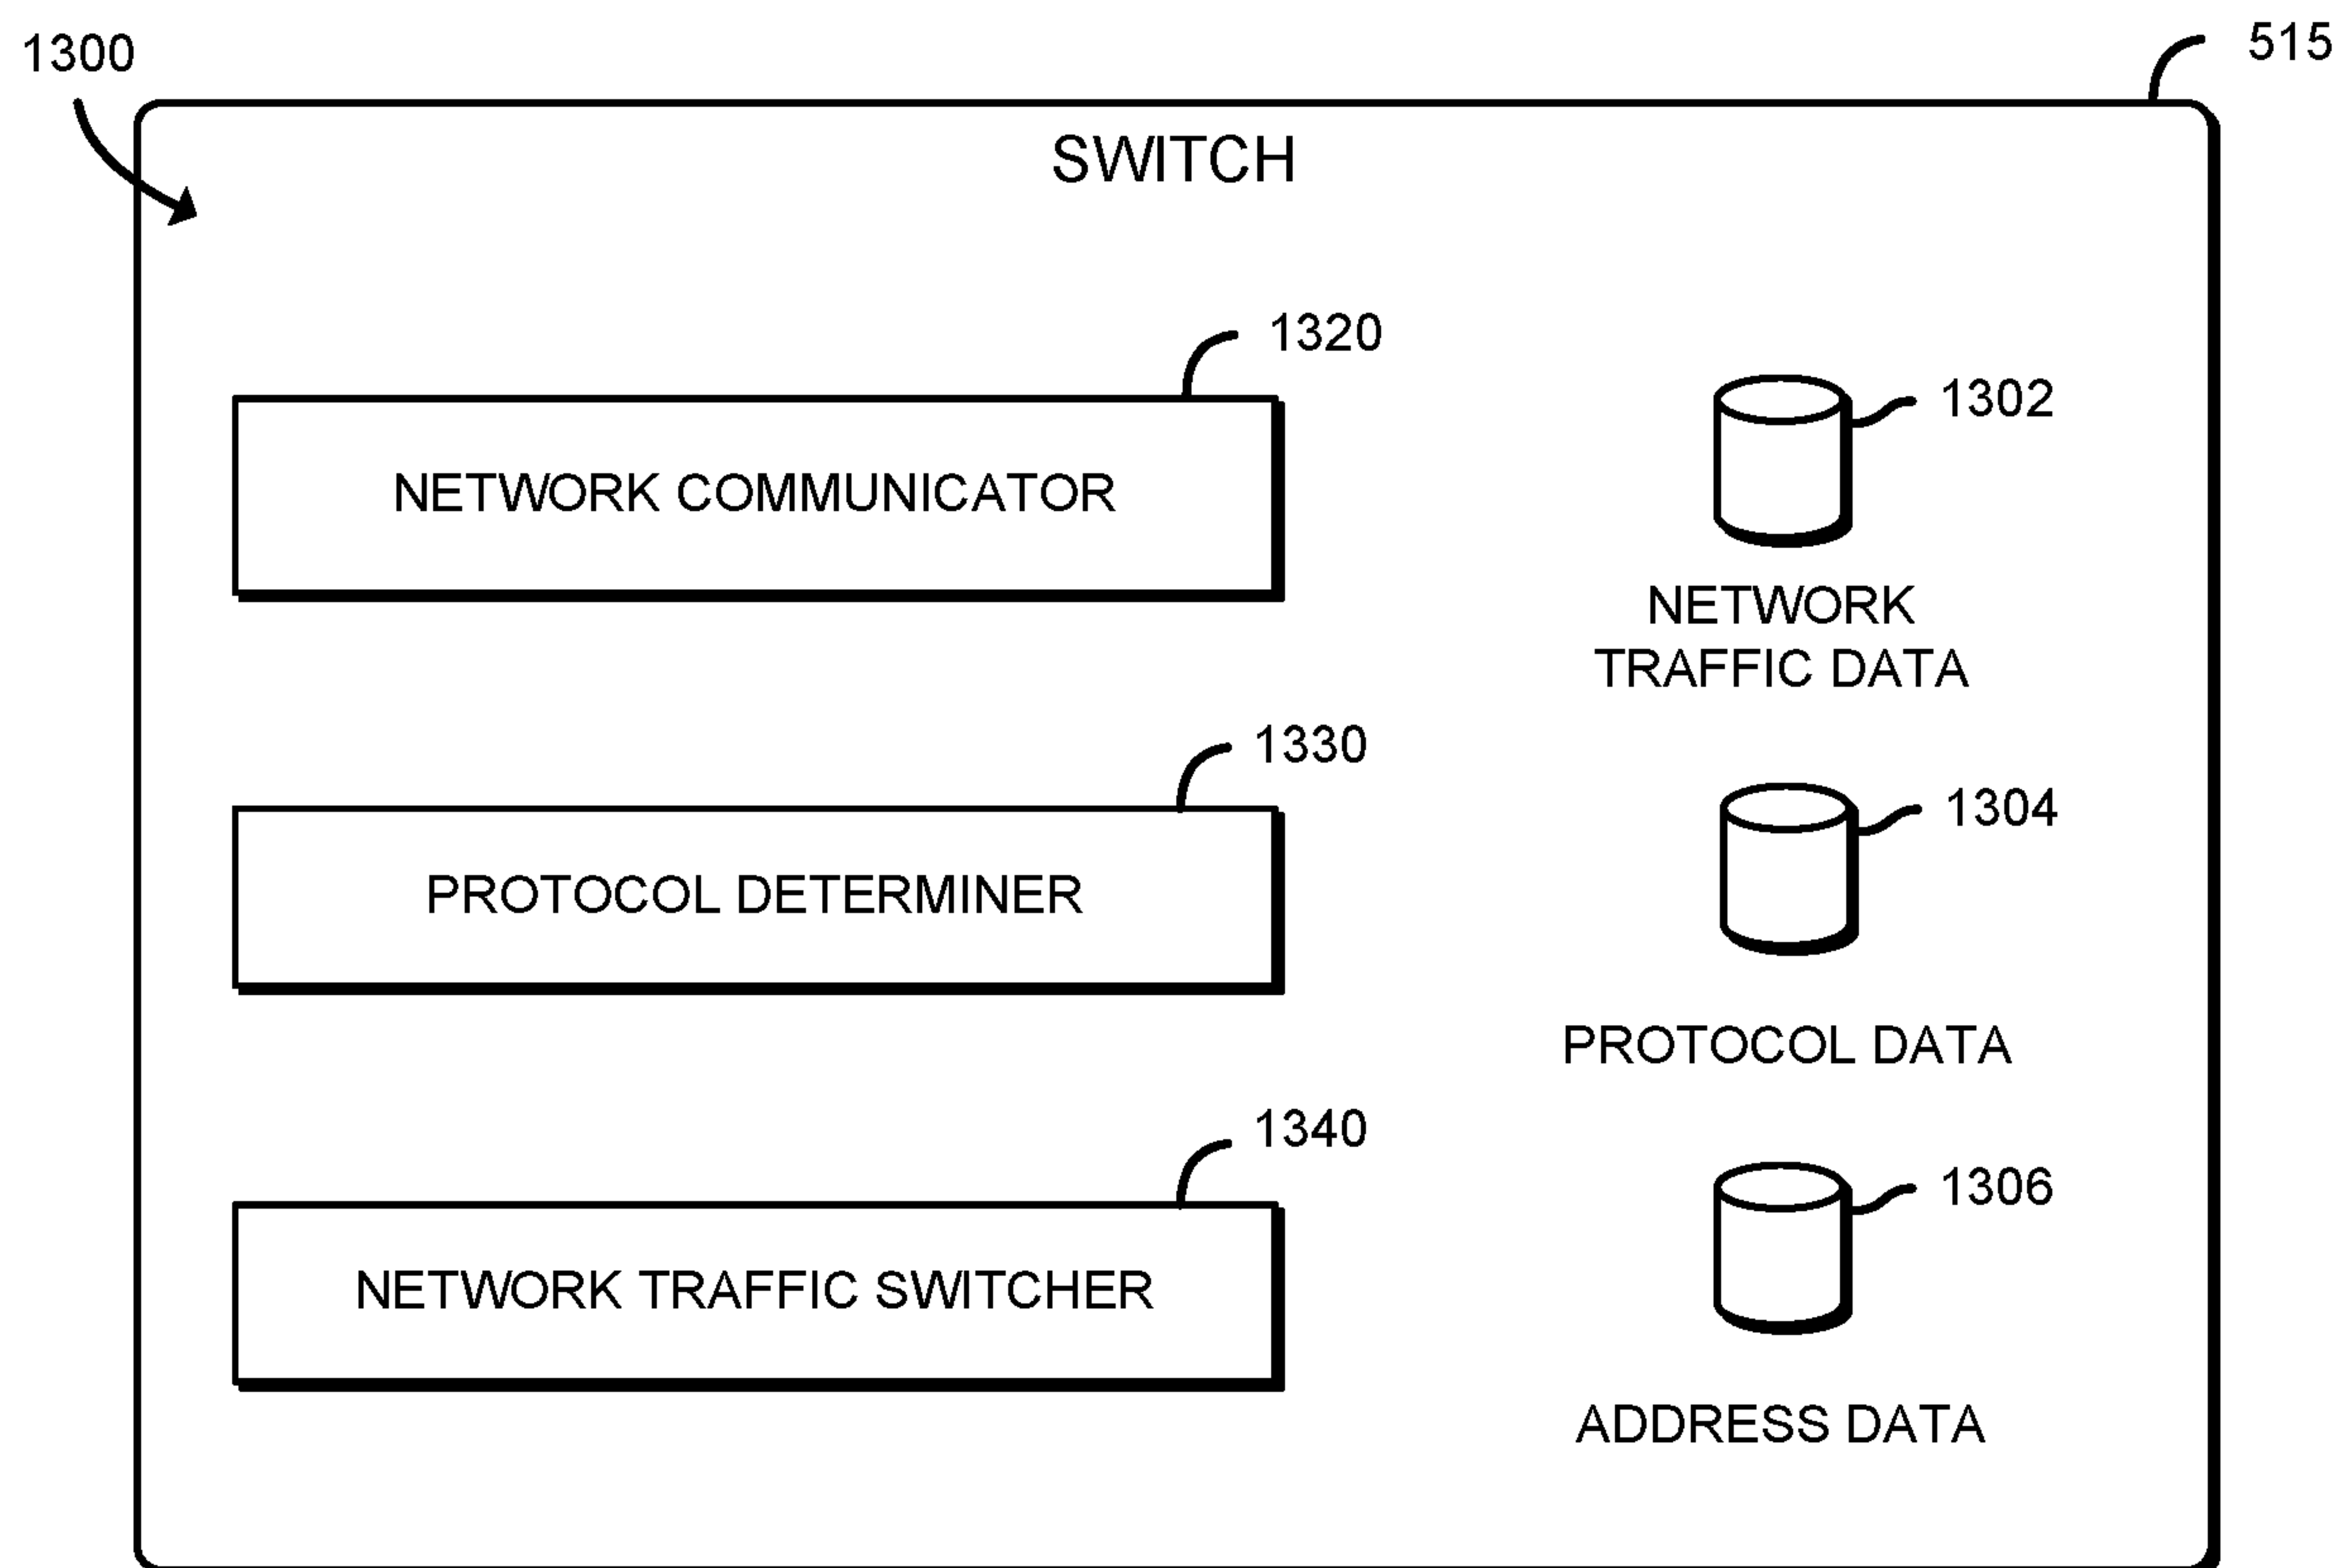 1300
515
SWITCH
1320
NETWORK COMMUNICATOR
1302
NETWORK
TRAFFIC DATA
1330
PROTOCOL DETERMINER
1304
PROTOCOL DATA
1340
NETWORK TRAFFIC SWITCHER
1306
ADDRESS DATA